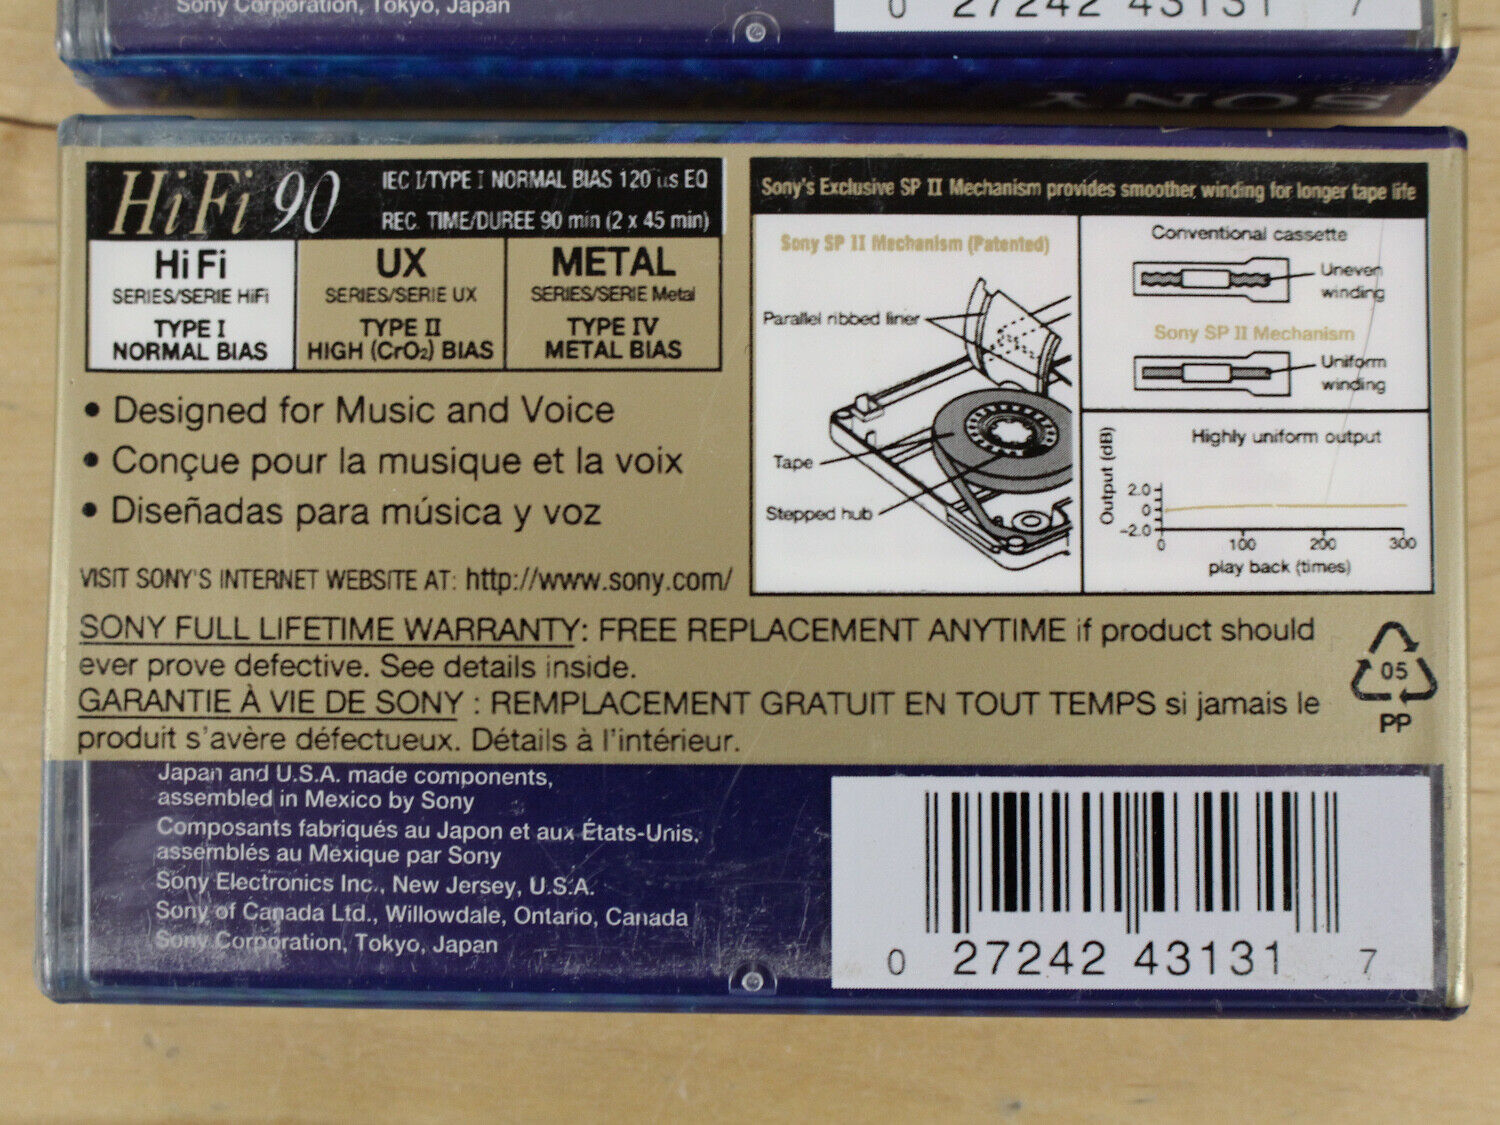 Sony Corporation, Tokyo, Japan
0 27242 43131 7
SONY
HiFi 90
IEC I/TYPE I NORMAL BIAS 120 us EQ
REC. TIME/DUREE 90 min (2 x 45 min)
HiFi
SERIES/SERIE HiFi
TYPE I
NORMAL BIAS
UX
SERIES/SERIE UX
TYPE II
HIGH (CrO₂) BIAS
METAL
SERIES/SERIE Metal
TYPE IV
METAL BIAS
• Designed for Music and Voice
• Conçue pour la musique et la voix
• Diseñadas para música y voz
VISIT SONY'S INTERNET WEBSITE AT: http://www.sony.com/
Sony's Exclusive SP II Mechanism provides smoother winding for longer tape life
Sony SP II Mechanism (Patented)
Parallel ribbed liner
Tape
Stepped hub
Conventional cassette
Uneven
winding
Sony SP II Mechanism
Uniform
winding
Highly uniform output
Output (dB)
2.0
0
-2.0
0 100 200 300
play back (times)
SONY FULL LIFETIME WARRANTY: FREE REPLACEMENT ANYTIME if product should
ever prove defective. See details inside.
GARANTIE À VIE DE SONY : REMPLACEMENT GRATUIT EN TOUT TEMPS si jamais le
produit s'avère défectueux. Détails à l'intérieur.
05
PP
Japan and U.S.A. made components,
assembled in Mexico by Sony
Composants fabriqués au Japon et aux États-Unis,
assemblés au Mexique par Sony
Sony Electronics Inc., New Jersey, U.S.A.
Sony of Canada Ltd., Willowdale, Ontario, Canada
Sony Corporation, Tokyo, Japan
0 27242 43131 7